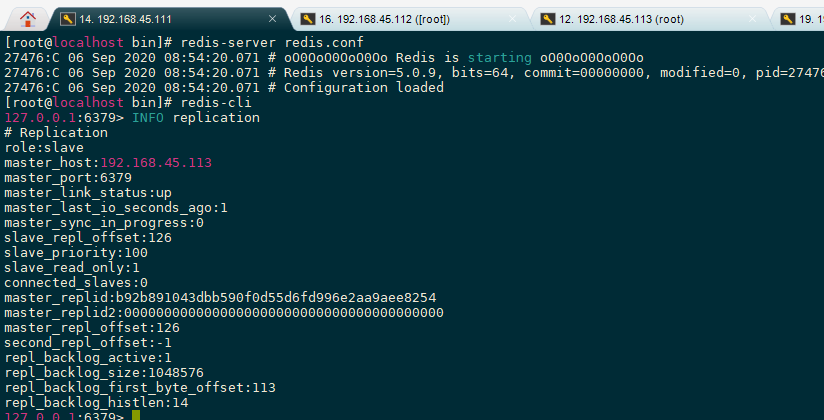 14. 192.168.45.111
16. 192.168.45.112 ([root])
12. 192.168.45.113 (root)
19. 1
[root@localhost bin]# redis-server redis.conf
27476:C 06 Sep 2020 08:54:20.071 # oO0OoO0OoO0Oo Redis is starting oO0OoO0OoO0Oo
27476:C 06 Sep 2020 08:54:20.071 # Redis version=5.0.9, bits=64, commit=00000000, modified=0, pid=27476
27476:C 06 Sep 2020 08:54:20.071 # Configuration loaded
[root@localhost bin]# redis-cli
127.0.0.1:6379> INFO replication
# Replication
role:slave
master_host:192.168.45.113
master_port:6379
master_link_status:up
master_last_io_seconds_ago:1
master_sync_in_progress:0
slave_repl_offset:126
slave_priority:100
slave_read_only:1
connected_slaves:0
master_replid:b92b891043dbb590f0d55d6fd996e2aa9aee8254
master_replid2:0000000000000000000000000000000000000000
master_repl_offset:126
second_repl_offset:-1
repl_backlog_active:1
repl_backlog_size:1048576
repl_backlog_first_byte_offset:113
repl_backlog_histlen:14
127.0.0.1:6379>